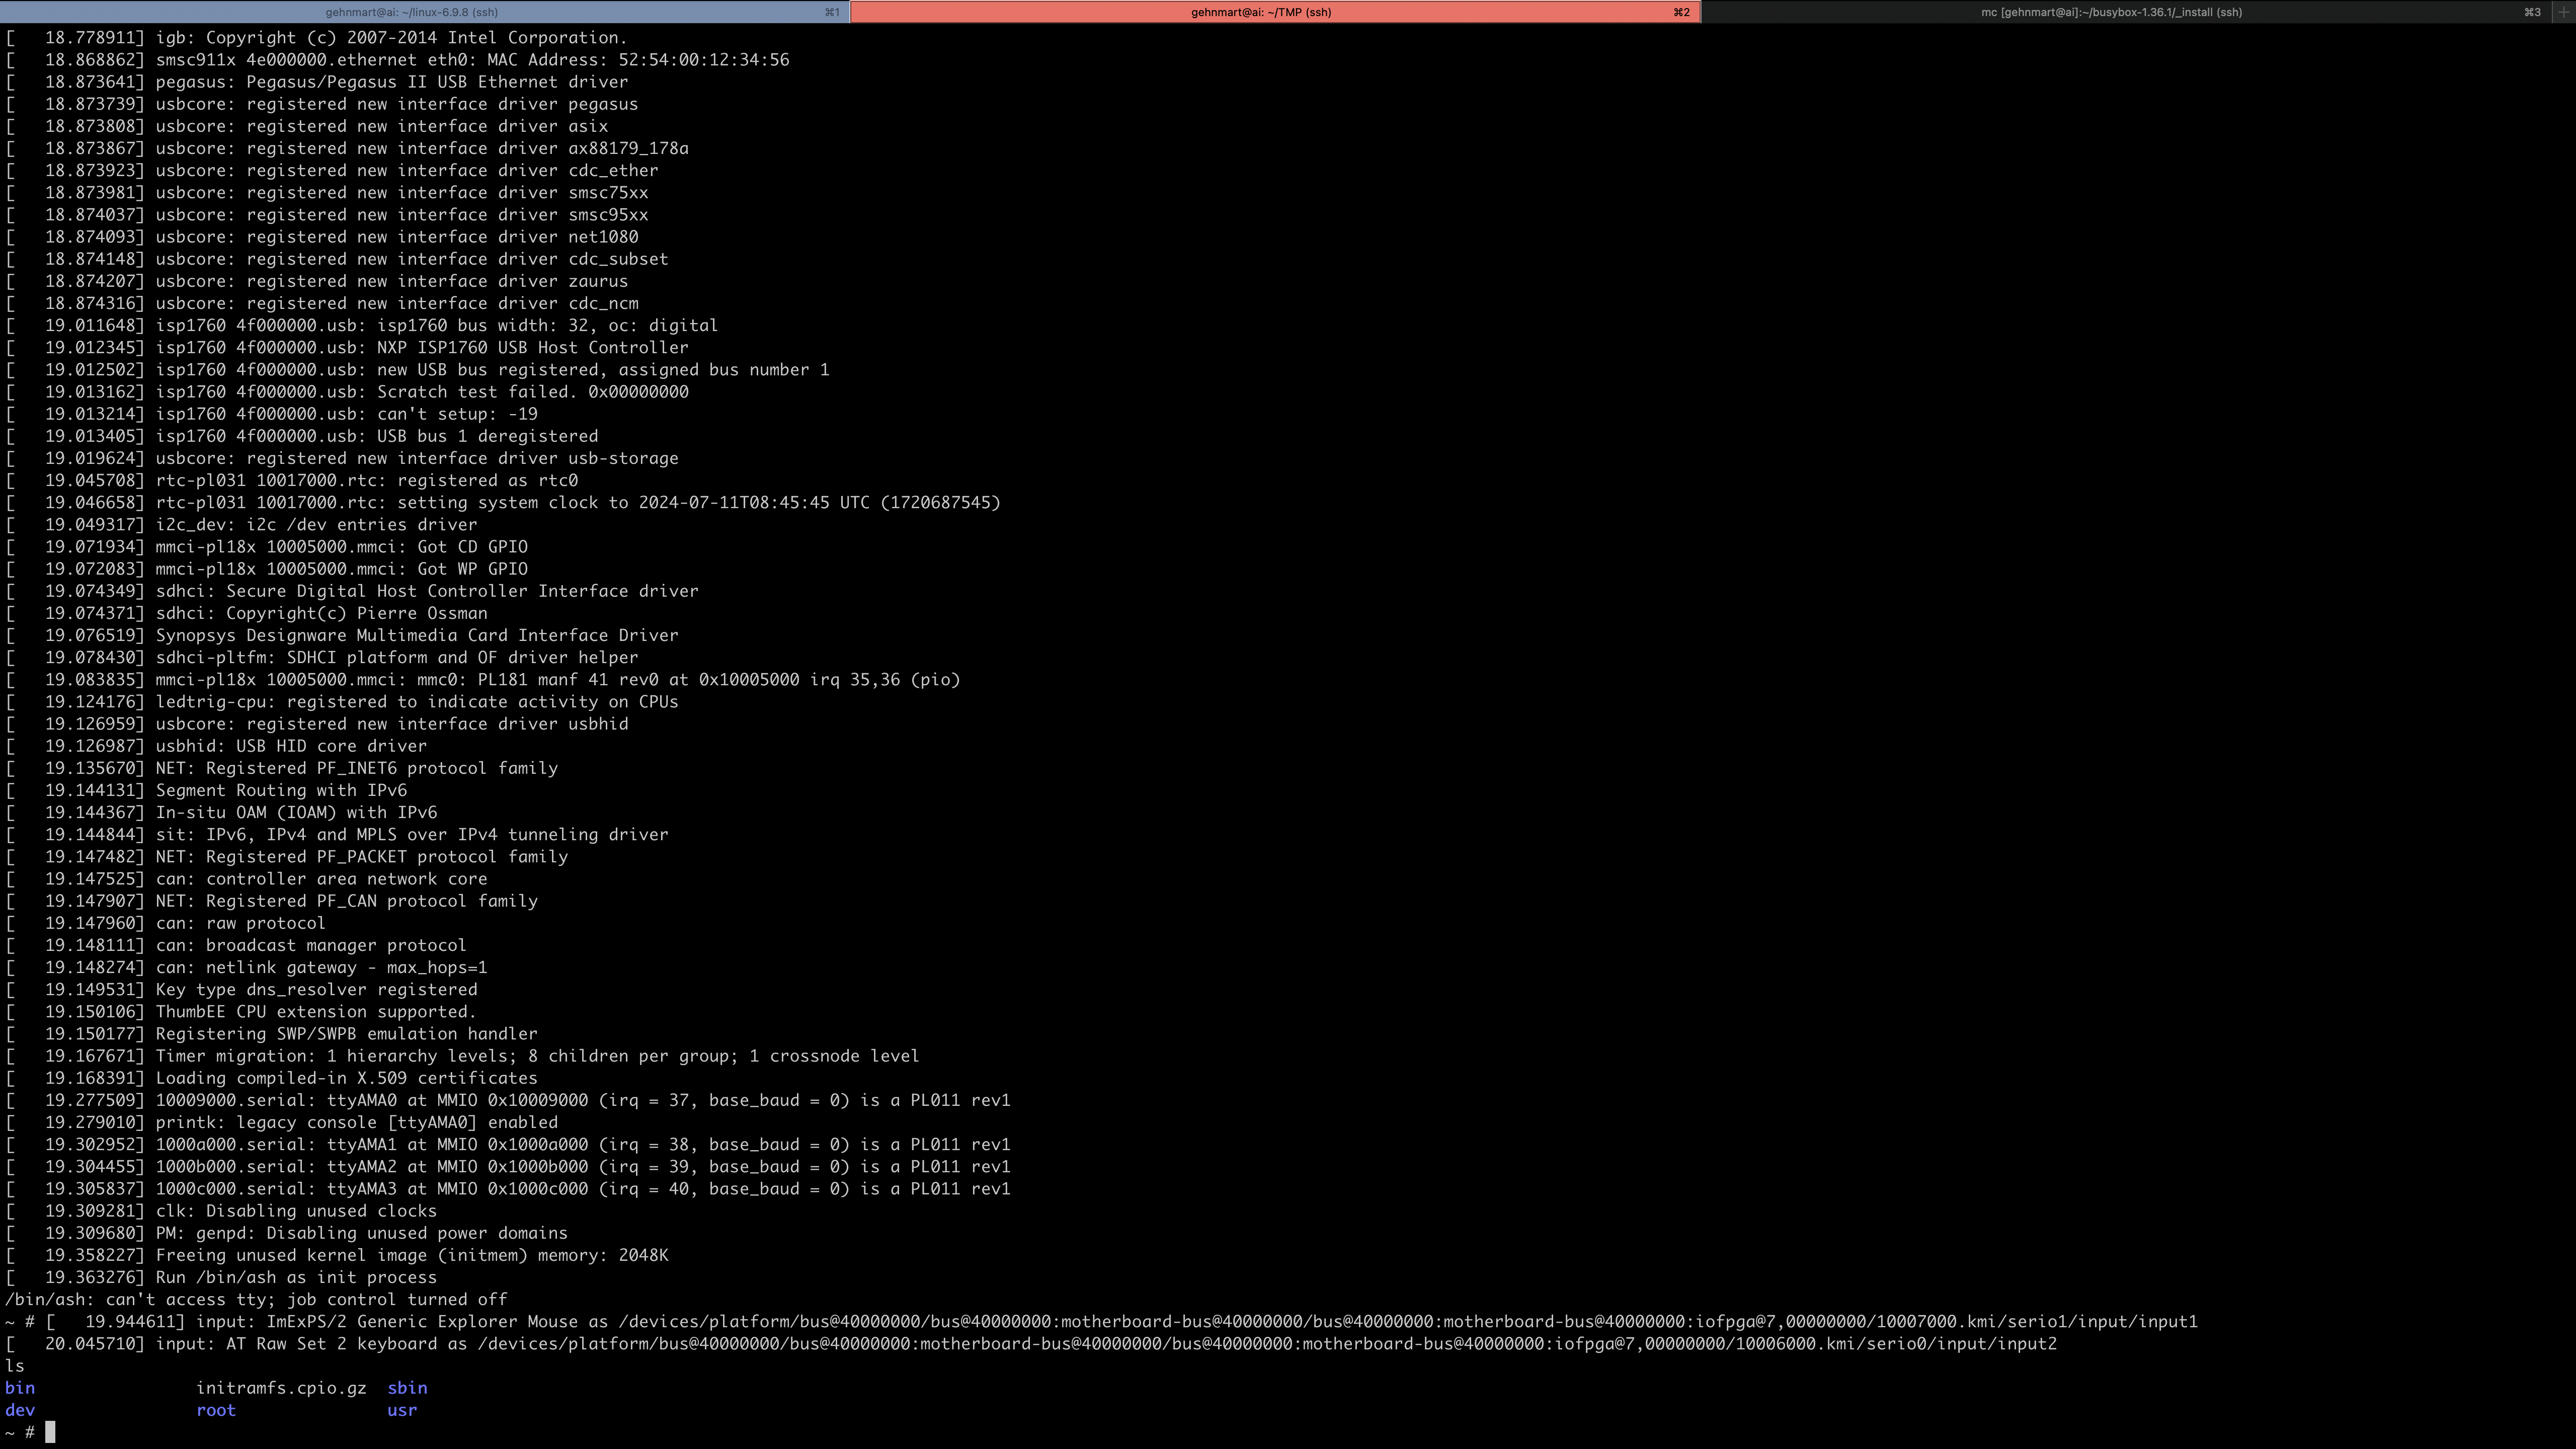 gehnmart@ai: ~/linux-6.9.8 (ssh) ⌘1 gehnmart@ai: ~/TMP (ssh) ⌘2 mc [gehnmart@ai]:~/busybox-1.36.1/_install (ssh) ⌘3 +
[   18.778911] igb: Copyright (c) 2007-2014 Intel Corporation.
[   18.868862] smsc911x 4e000000.ethernet eth0: MAC Address: 52:54:00:12:34:56
[   18.873641] pegasus: Pegasus/Pegasus II USB Ethernet driver
[   18.873739] usbcore: registered new interface driver pegasus
[   18.873808] usbcore: registered new interface driver asix
[   18.873867] usbcore: registered new interface driver ax88179_178a
[   18.873923] usbcore: registered new interface driver cdc_ether
[   18.873981] usbcore: registered new interface driver smsc75xx
[   18.874037] usbcore: registered new interface driver smsc95xx
[   18.874093] usbcore: registered new interface driver net1080
[   18.874148] usbcore: registered new interface driver cdc_subset
[   18.874207] usbcore: registered new interface driver zaurus
[   18.874316] usbcore: registered new interface driver cdc_ncm
[   19.011648] isp1760 4f000000.usb: isp1760 bus width: 32, oc: digital
[   19.012345] isp1760 4f000000.usb: NXP ISP1760 USB Host Controller
[   19.012502] isp1760 4f000000.usb: new USB bus registered, assigned bus number 1
[   19.013162] isp1760 4f000000.usb: Scratch test failed. 0x00000000
[   19.013214] isp1760 4f000000.usb: can't setup: -19
[   19.013405] isp1760 4f000000.usb: USB bus 1 deregistered
[   19.019624] usbcore: registered new interface driver usb-storage
[   19.045708] rtc-pl031 10017000.rtc: registered as rtc0
[   19.046658] rtc-pl031 10017000.rtc: setting system clock to 2024-07-11T08:45:45 UTC (1720687545)
[   19.049317] i2c_dev: i2c /dev entries driver
[   19.071934] mmci-pl18x 10005000.mmci: Got CD GPIO
[   19.072083] mmci-pl18x 10005000.mmci: Got WP GPIO
[   19.074349] sdhci: Secure Digital Host Controller Interface driver
[   19.074371] sdhci: Copyright(c) Pierre Ossman
[   19.076519] Synopsys Designware Multimedia Card Interface Driver
[   19.078430] sdhci-pltfm: SDHCI platform and OF driver helper
[   19.083835] mmci-pl18x 10005000.mmci: mmc0: PL181 manf 41 rev0 at 0x10005000 irq 35,36 (pio)
[   19.124176] ledtrig-cpu: registered to indicate activity on CPUs
[   19.126959] usbcore: registered new interface driver usbhid
[   19.126987] usbhid: USB HID core driver
[   19.135670] NET: Registered PF_INET6 protocol family
[   19.144131] Segment Routing with IPv6
[   19.144367] In-situ OAM (IOAM) with IPv6
[   19.144844] sit: IPv6, IPv4 and MPLS over IPv4 tunneling driver
[   19.147482] NET: Registered PF_PACKET protocol family
[   19.147525] can: controller area network core
[   19.147907] NET: Registered PF_CAN protocol family
[   19.147960] can: raw protocol
[   19.148111] can: broadcast manager protocol
[   19.148274] can: netlink gateway - max_hops=1
[   19.149531] Key type dns_resolver registered
[   19.150106] ThumbEE CPU extension supported.
[   19.150177] Registering SWP/SWPB emulation handler
[   19.167671] Timer migration: 1 hierarchy levels; 8 children per group; 1 crossnode level
[   19.168391] Loading compiled-in X.509 certificates
[   19.277509] 10009000.serial: ttyAMA0 at MMIO 0x10009000 (irq = 37, base_baud = 0) is a PL011 rev1
[   19.279010] printk: legacy console [ttyAMA0] enabled
[   19.302952] 1000a000.serial: ttyAMA1 at MMIO 0x1000a000 (irq = 38, base_baud = 0) is a PL011 rev1
[   19.304455] 1000b000.serial: ttyAMA2 at MMIO 0x1000b000 (irq = 39, base_baud = 0) is a PL011 rev1
[   19.305837] 1000c000.serial: ttyAMA3 at MMIO 0x1000c000 (irq = 40, base_baud = 0) is a PL011 rev1
[   19.309281] clk: Disabling unused clocks
[   19.309680] PM: genpd: Disabling unused power domains
[   19.358227] Freeing unused kernel image (initmem) memory: 2048K
[   19.363276] Run /bin/ash as init process
/bin/ash: can't access tty; job control turned off
~ # [   19.944611] input: ImExPS/2 Generic Explorer Mouse as /devices/platform/bus@40000000/bus@40000000:motherboard-bus@40000000/bus@40000000:motherboard-bus@40000000:iofpga@7,00000000/10007000.kmi/serio1/input/input1
[   20.045710] input: AT Raw Set 2 keyboard as /devices/platform/bus@40000000/bus@40000000:motherboard-bus@40000000/bus@40000000:motherboard-bus@40000000:iofpga@7,00000000/10006000.kmi/serio0/input/input2
ls
bin                initramfs.cpio.gz  sbin
dev                root               usr
~ #